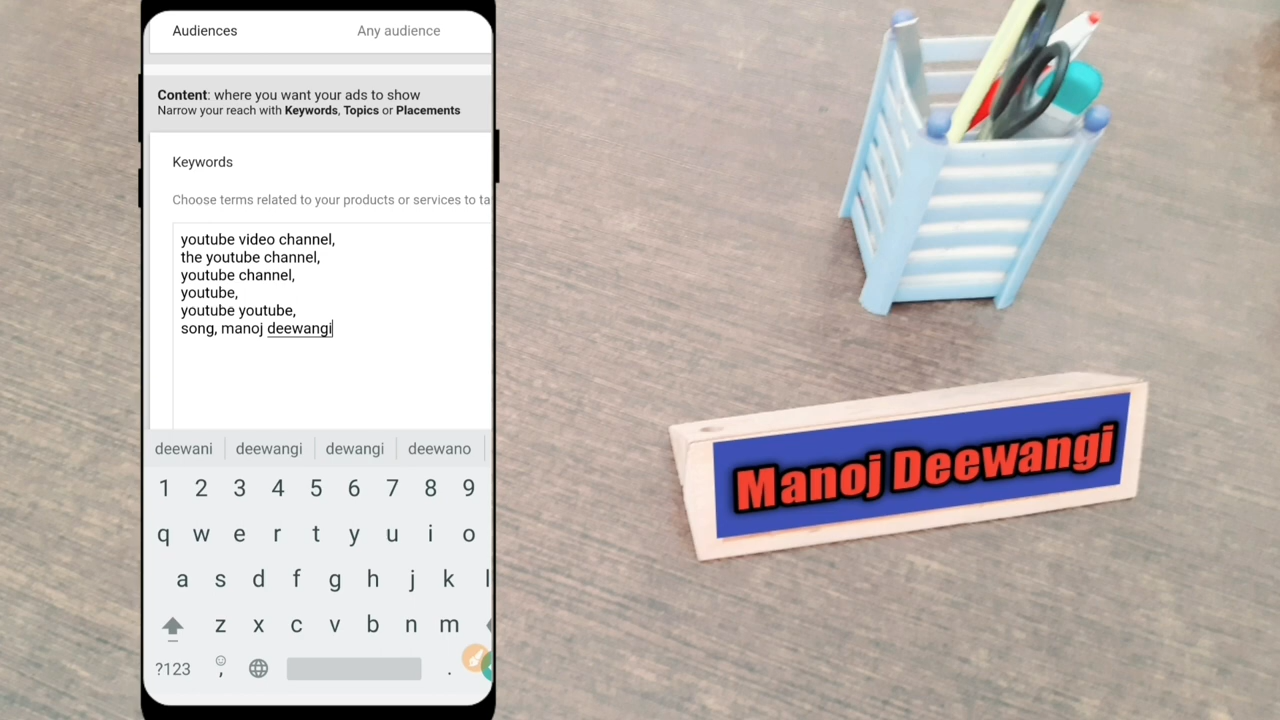 Audiences Any audience
Content: where you want your ads to show
Narrow your reach with Keywords, Topics or Placements
Keywords
Choose terms related to your products or services to ta
youtube video channel,
the youtube channel,
youtube channel,
youtube,
youtube youtube,
song, manoj deewangi
deewani deewangi dewangi deewano
1 2 3 4 5 6 7 8 9
q w e r t y u i o
a s d f g h j k l
z x c v b n m
?123 , .
Manoj Deewangi